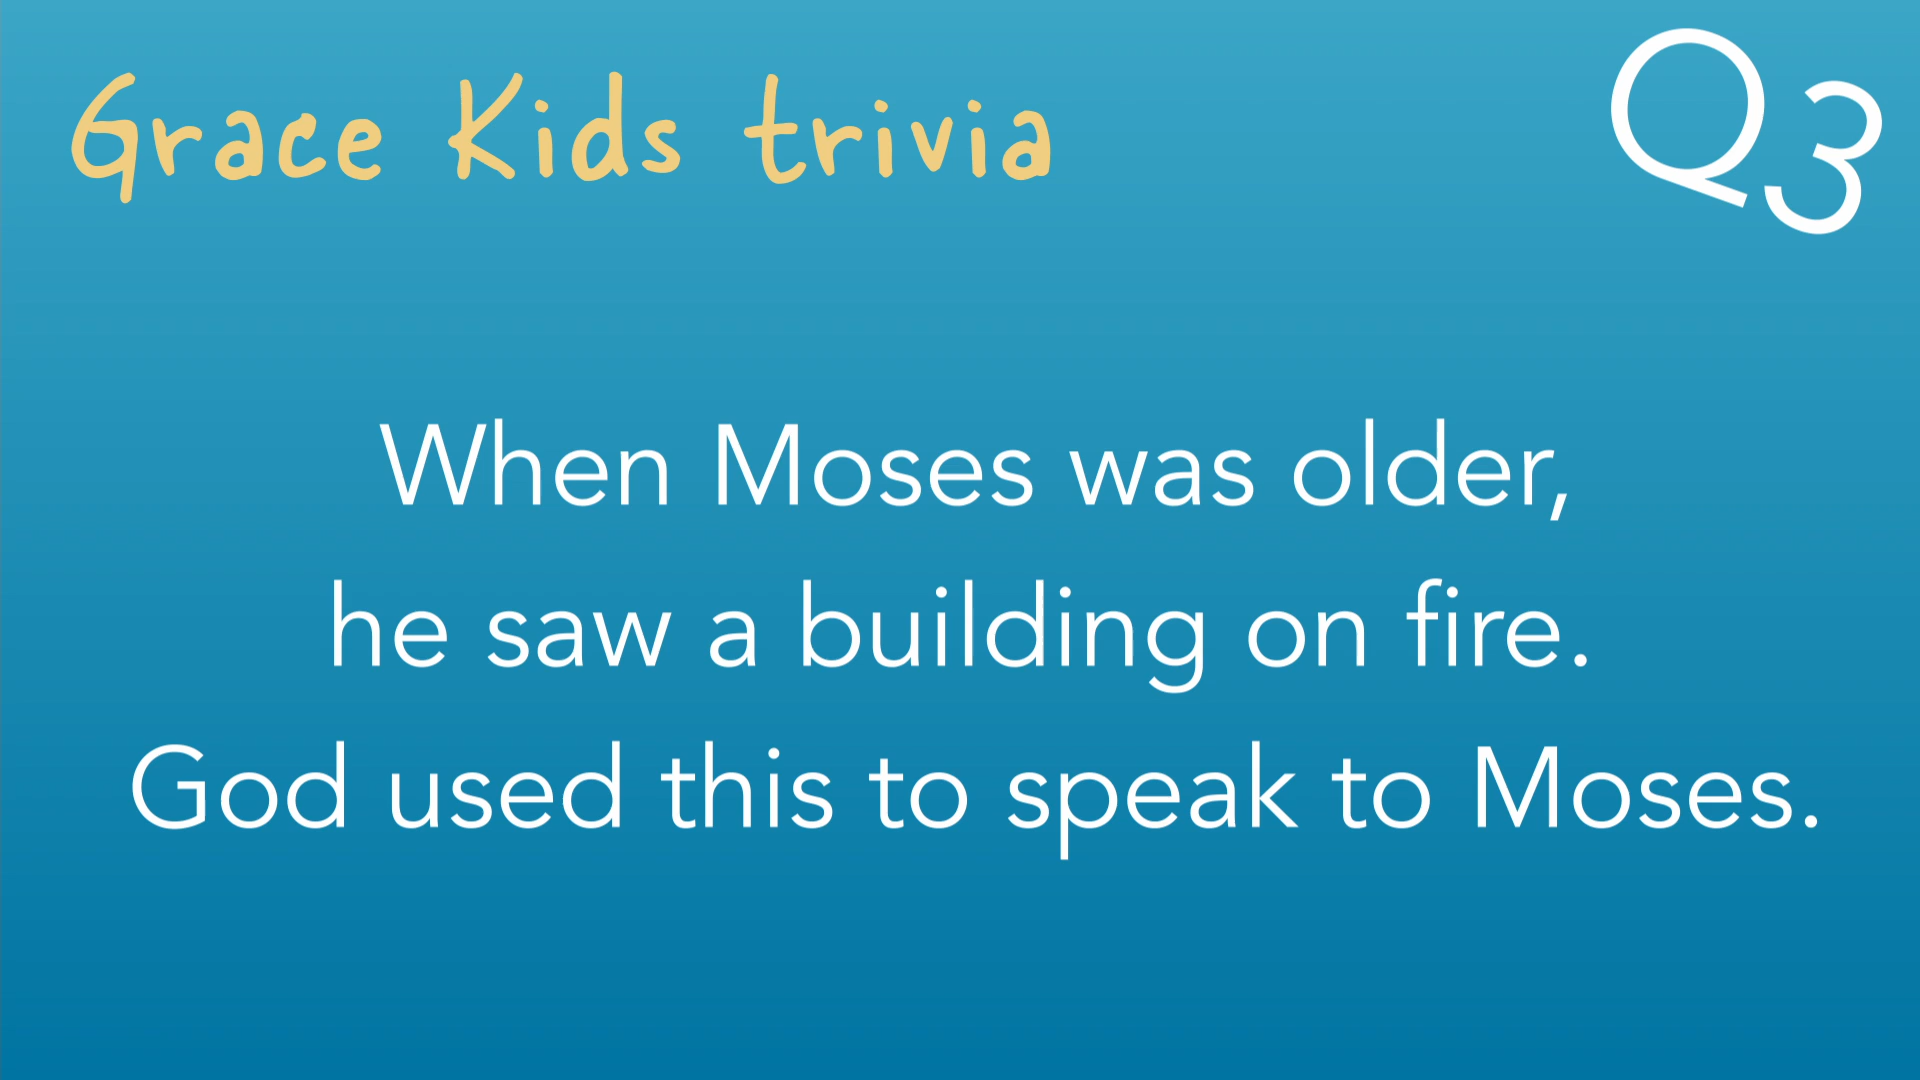 Grace Kids trivia
Q3
When Moses was older,
he saw a building on fire.
God used this to speak to Moses.